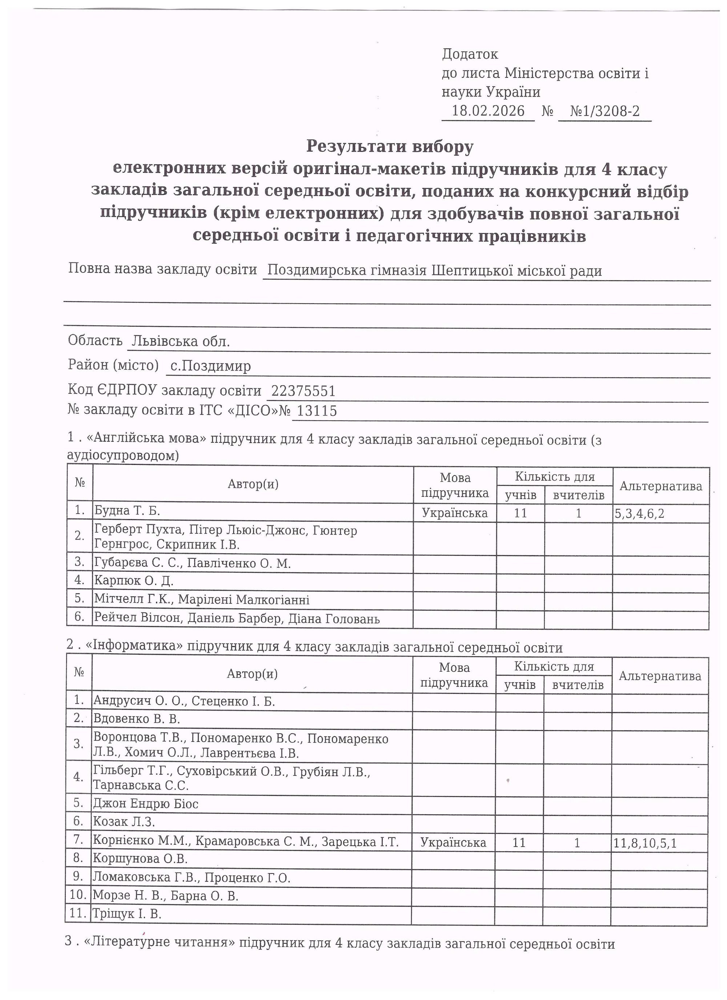 Додаток
до листа Міністерства освіти і
науки України
18.02.2026 № №1/3208-2
Результати вибору
електронних версій оригінал-макетів підручників для 4 класу
закладів загальної середньої освіти, поданих на конкурсний відбір
підручників (крім електронних) для здобувачів повної загальної
середньої освіти і педагогічних працівників
Повна назва закладу освіти Поздимирська гімназія Шептицької міської ради
Область Львівська обл.
Район (місто) с.Поздимир
Код ЄДРПОУ закладу освіти 22375551
№ закладу освіти в ІТС «ДІСО»№ 13115
1 . «Англійська мова» підручник для 4 класу закладів загальної середньої освіти (з
аудіосупроводом)
№ Автор(и) Мова підручника Кількість для учнів вчителів Альтернатива
1. Будна Т. Б. Українська 11 1 5,3,4,6,2
2. Герберт Пухта, Пітер Льюіс-Джонс, Гюнтер
Гернгрос, Скрипник І.В.
3. Губарєва С. С., Павліченко О. М.
4. Карпюк О. Д.
5. Мітчелл Г.К., Марілені Малкогіанні
6. Рейчел Вілсон, Даніель Барбер, Діана Головань
2 . «Інформатика» підручник для 4 класу закладів загальної середньої освіти
№ Автор(и) Мова підручника Кількість для учнів вчителів Альтернатива
1. Андрусич О. О., Стеценко І. Б.
2. Вдовенко В. В.
3. Воронцова Т.В., Пономаренко В.С., Пономаренко
Л.В., Хомич О.Л., Лаврентьєва І.В.
4. Гільберг Т.Г., Суховірський О.В., Грубіян Л.В.,
Тарнавська С.С.
5. Джон Ендрю Біос
6. Козак Л.З.
7. Корнієнко М.М., Крамаровська С. М., Зарецька І.Т. Українська 11 1 11,8,10,5,1
8. Коршунова О.В.
9. Ломаковська Г.В., Проценко Г.О.
10. Морзе Н. В., Барна О. В.
11. Тріщук І. В.
3 . «Літературне читання» підручник для 4 класу закладів загальної середньої освіти